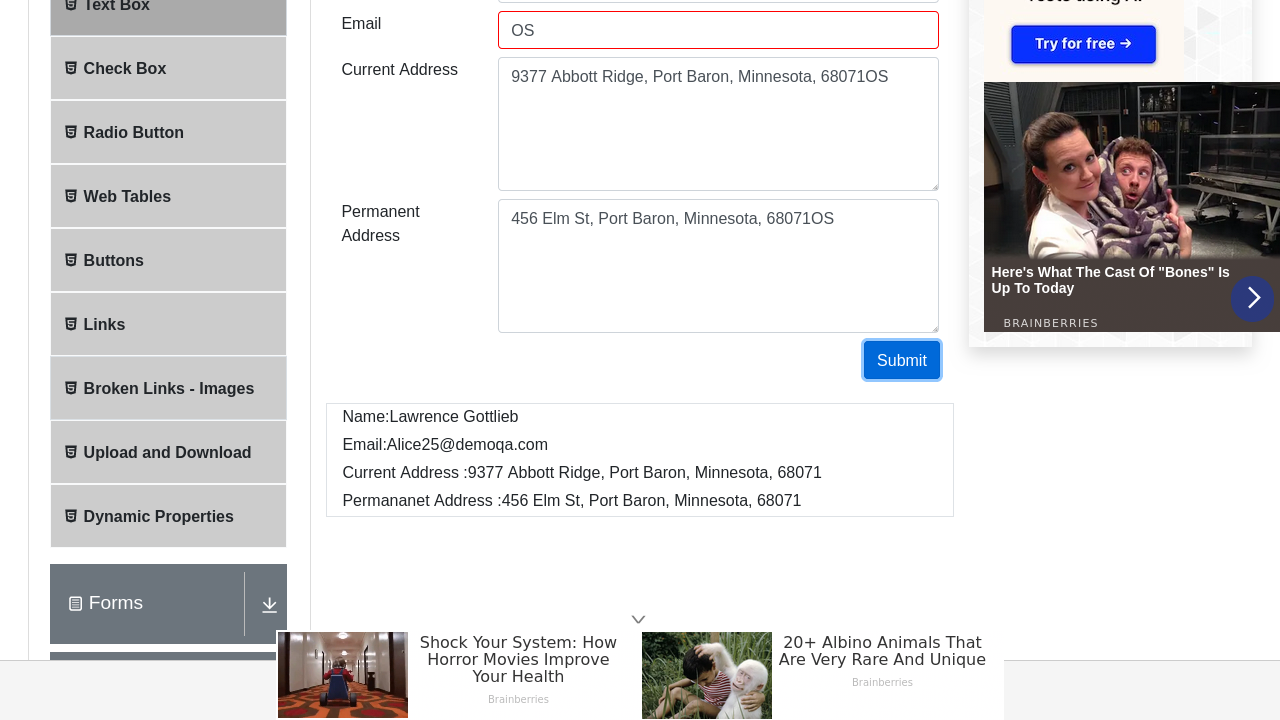 Text Box
Check Box
Radio Button
Web Tables
Buttons
Links
Broken Links - Images
Upload and Download
Dynamic Properties
Forms
Email
OS
Current Address
9377 Abbott Ridge, Port Baron, Minnesota, 68071OS
Permanent
Address
456 Elm St, Port Baron, Minnesota, 68071OS
Submit
Name:Lawrence Gottlieb
Email:Alice25@demoqa.com
Current Address :9377 Abbott Ridge, Port Baron, Minnesota, 68071
Permananet Address :456 Elm St, Port Baron, Minnesota, 68071
Try for free →
Here's What The Cast Of "Bones" Is
Up To Today
BRAINBERRIES
Shock Your System: How
Horror Movies Improve
Your Health
Brainberries
20+ Albino Animals That
Are Very Rare And Unique
Brainberries